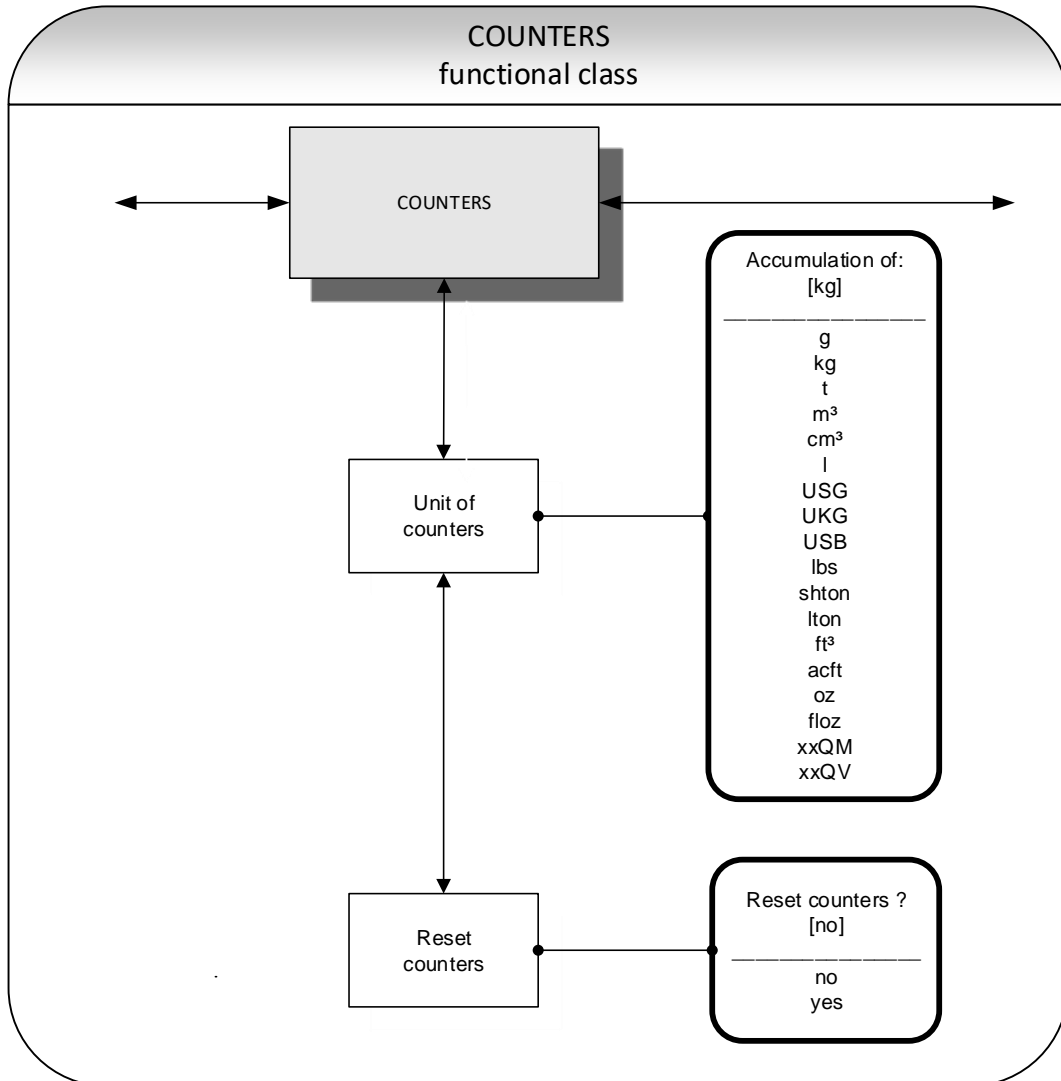 COUNTERS
functional class
COUNTERS
Accumulation of:
[kg]
g
kg
t
m³
cm³
l
USG
UKG
USB
lbs
shton
lton
ft³
acft
oz
floz
xxQM
xxQV
Unit of
counters
Reset
counters
Reset counters ?
[no]
no
yes